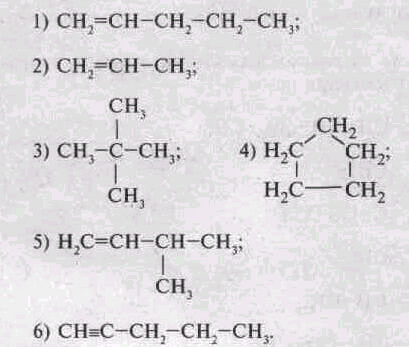 1) CH₂=CH–CH₂–CH₂–CH₃;
2) CH₂=CH–CH₃;
CH₃
|
3) CH₃–C–CH₃;
|
CH₃
4) CH₂
H₂C CH₂;
H₂C—CH₂
5) H₂C=CH–CH–CH₃;
|
CH₃
6) CH≡C–CH₂–CH₂–CH₃.